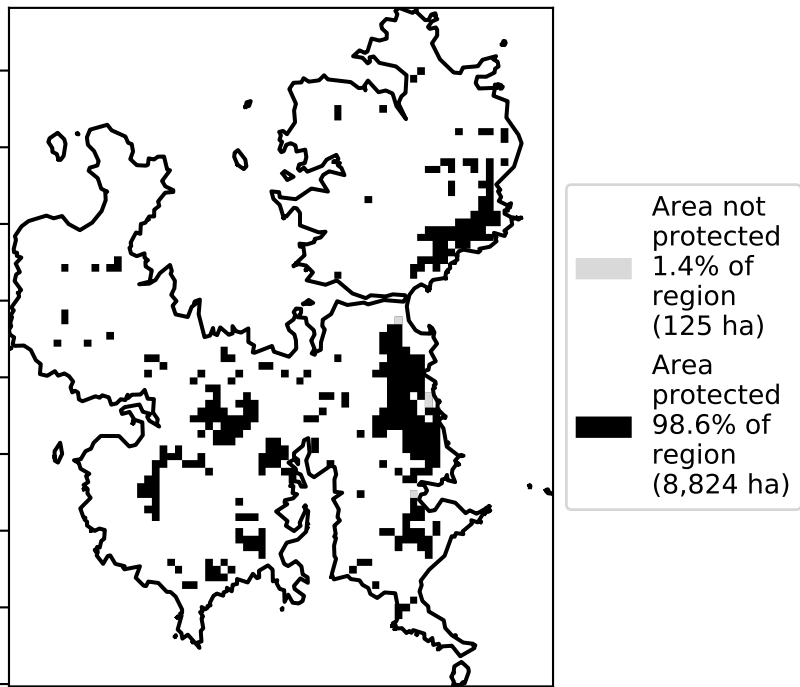 Area not
protected
1.4% of
region
(125 ha)
Area
protected
98.6% of
region
(8,824 ha)